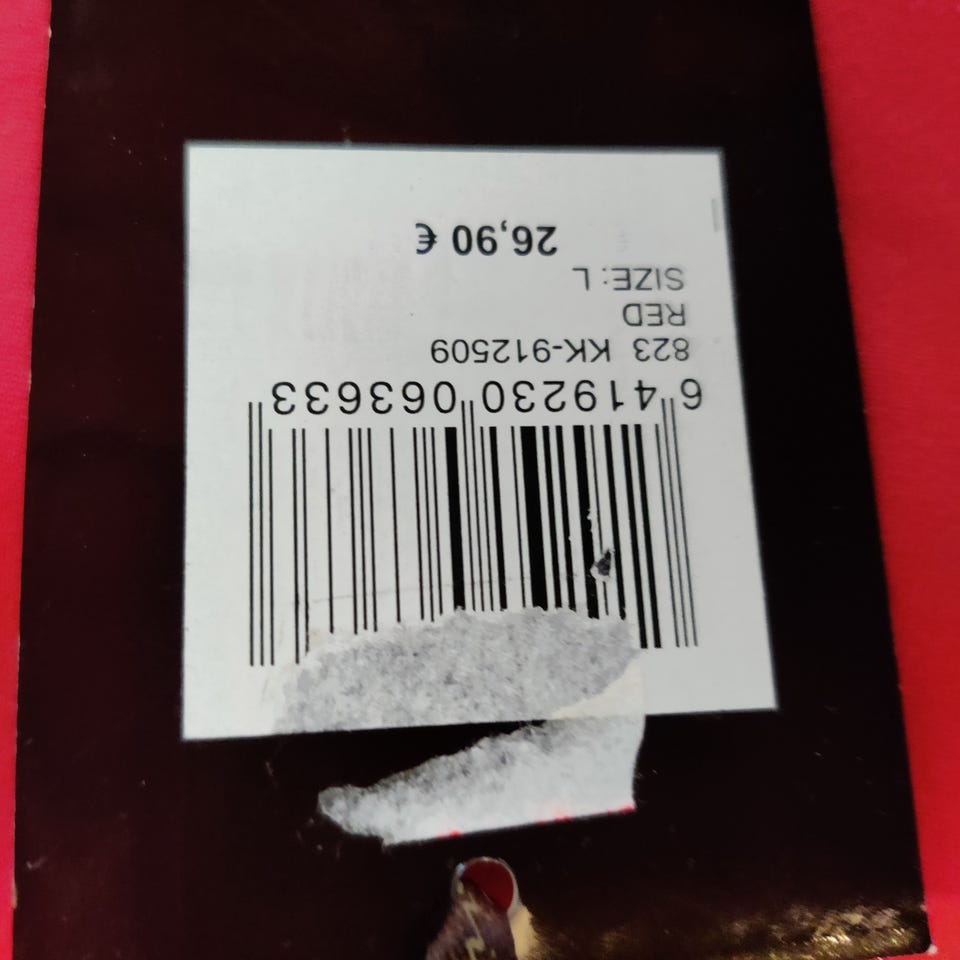 6 419230 063633
823 KK-912509
RED
SIZE: L
26,90 €